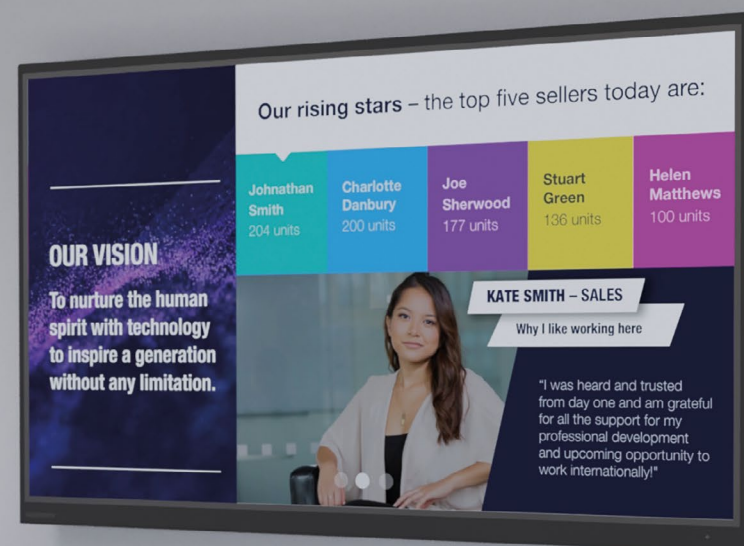 Our rising stars – the top five sellers today are:
Johnathan
Smith
204 units
Charlotte
Danbury
200 units
Joe
Sherwood
177 units
Stuart
Green
136 units
Helen
Matthews
100 units
OUR VISION
To nurture the human
spirit with technology
to inspire a generation
without any limitation.
KATE SMITH – SALES
Why I like working here
"I was heard and trusted
from day one and am grateful
for all the support for my
professional development
and upcoming opportunity to
work internationally!"